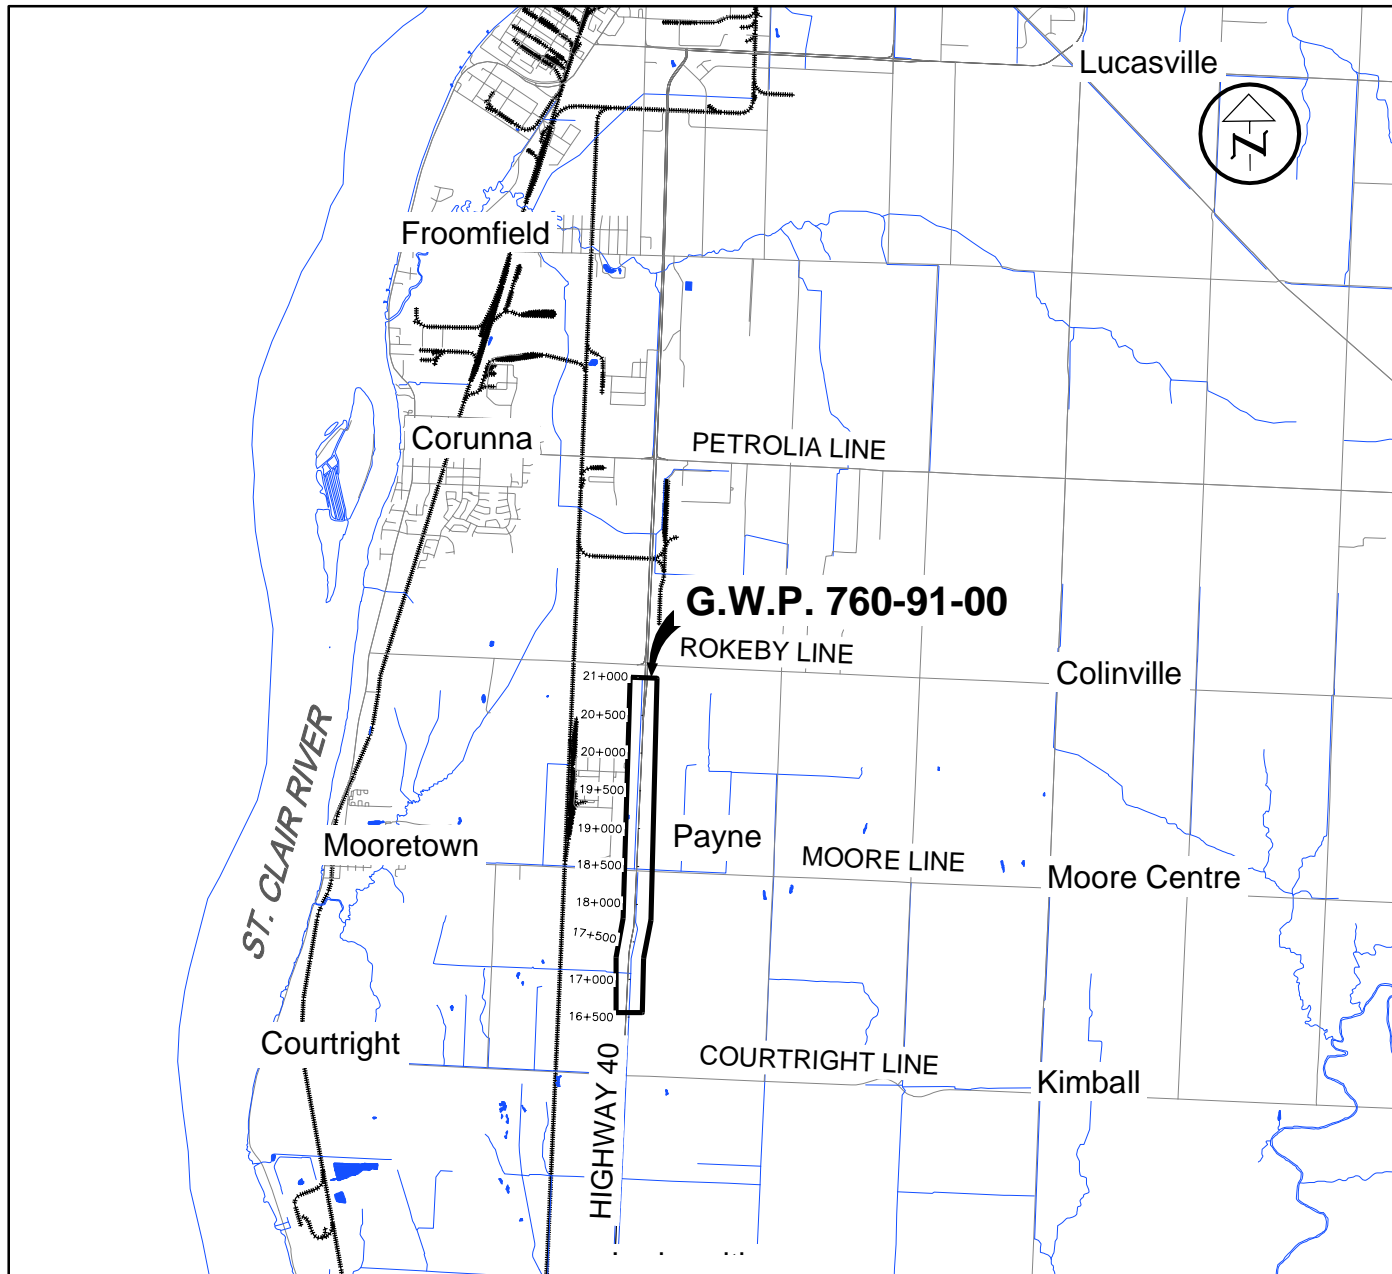 Lucasville
N
Froomfield
Corunna
PETROLIA LINE
G.W.P. 760-91-00
ROKEBY LINE
Colinville
21+000
20+500
20+000
19+500
19+000
18+500
18+000
17+500
17+000
16+500
ST. CLAIR RIVER
Mooretown
Payne
MOORE LINE
Moore Centre
Courtright
COURTRIGHT LINE
Kimball
HIGHWAY 40